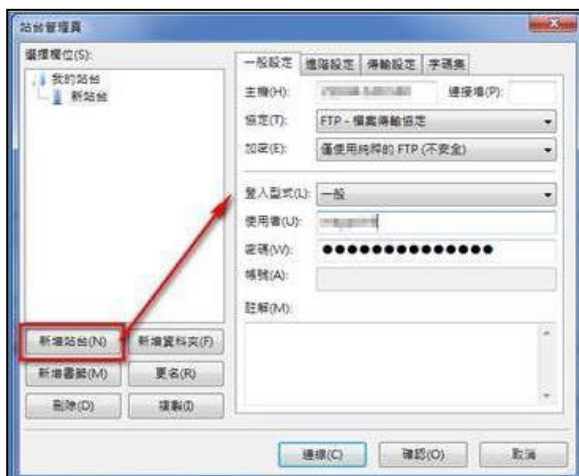 站台管理員
選擇欄位(S):
我的站台
新站台
新增站台(N)
新增資料夾(F)
新增書籤(M)
更名(R)
刪除(D)
複製(I)
一般設定 進階設定 傳輸設定 字碼集
主機(H):
連接埠(P):
協定(T): FTP - 檔案傳輸協定
加密(E): 僅使用純粹的 FTP (不安全)
登入型式(L): 一般
使用者(U):
密碼(W): ●●●●●●●●●●●●●●
帳號(A):
註解(M):
連線(C)
確認(O)
取消